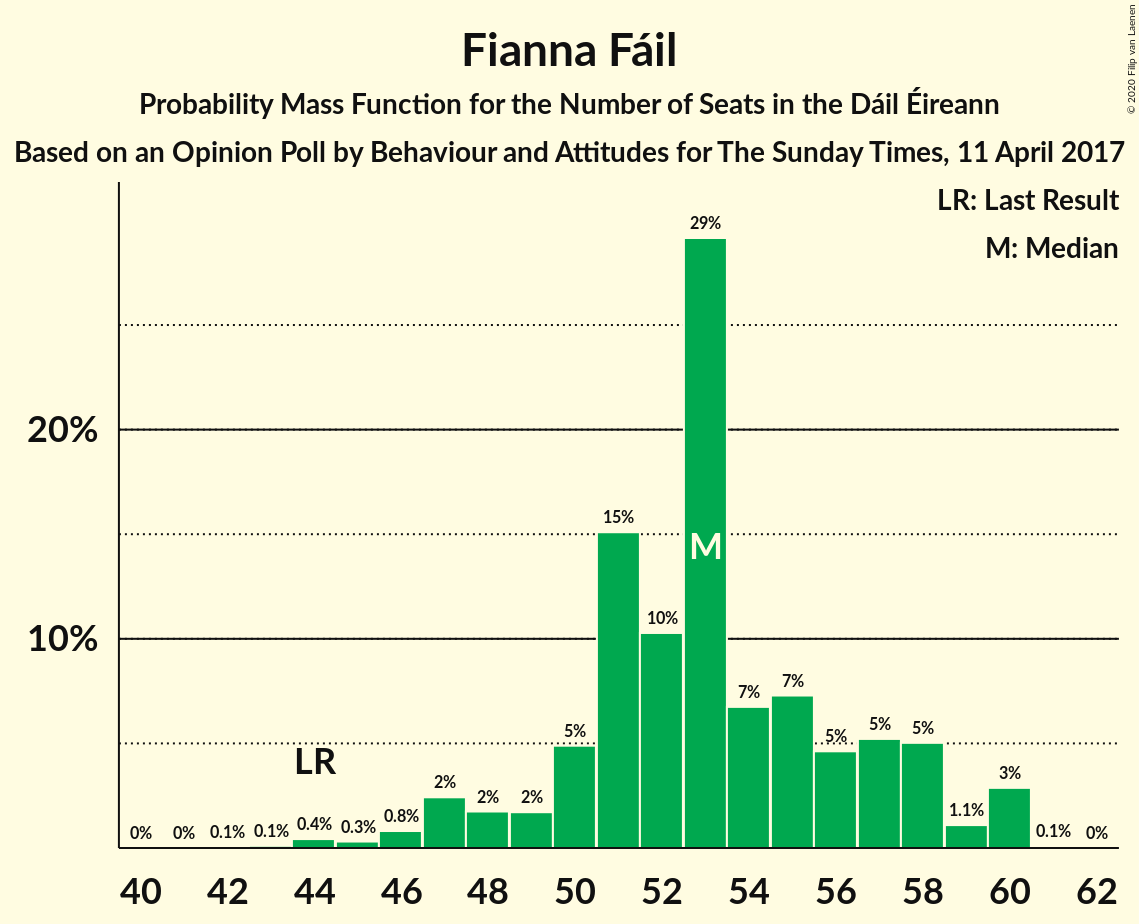 Fianna Fáil
Probability Mass Function for the Number of Seats in the Dáil Éireann
Based on an Opinion Poll by Behaviour and Attitudes for The Sunday Times, 11 April 2017
© 2020 Filip van Laenen
LR: Last Result
M: Median
20%
10%
0% 0% 0.1% 0.1% 0.4% 0.3% 0.8% 2% 2% 2% 5% 15% 10% 29% 7% 7% 5% 5% 5% 1.1% 3% 0.1% 0%
LR
M
40 42 44 46 48 50 52 54 56 58 60 62